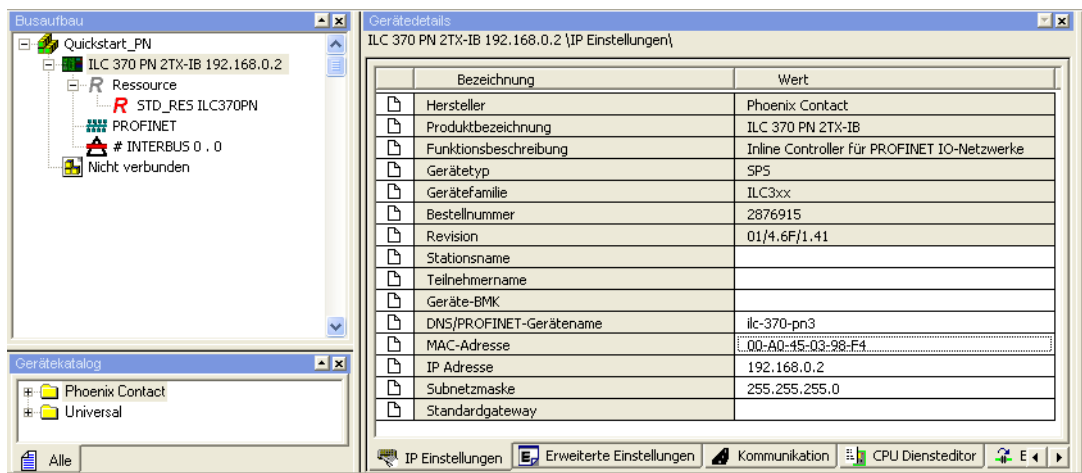 Busaufbau
Quickstart_PN
ILC 370 PN 2TX-IB 192.168.0.2
Ressource
STD_RES ILC370PN
PROFINET
# INTERBUS 0 . 0
Nicht verbunden
Gerätekatalog
Phoenix Contact
Universal
Alle
Gerätedetails
ILC 370 PN 2TX-IB 192.168.0.2 \IP Einstellungen\
Bezeichnung Wert
Hersteller Phoenix Contact
Produktbezeichnung ILC 370 PN 2TX-IB
Funktionsbeschreibung Inline Controller für PROFINET IO-Netzwerke
Gerätetyp SPS
Gerätefamilie ILC3xx
Bestellnummer 2876915
Revision 01/4.6F/1.41
Stationsname
Teilnehmername
Geräte-BMK
DNS/PROFINET-Gerätename ilc-370-pn3
MAC-Adresse 00-A0-45-03-98-F4
IP Adresse 192.168.0.2
Subnetzmaske 255.255.255.0
Standardgateway
IP Einstellungen Erweiterte Einstellungen Kommunikation CPU Diensteditor E